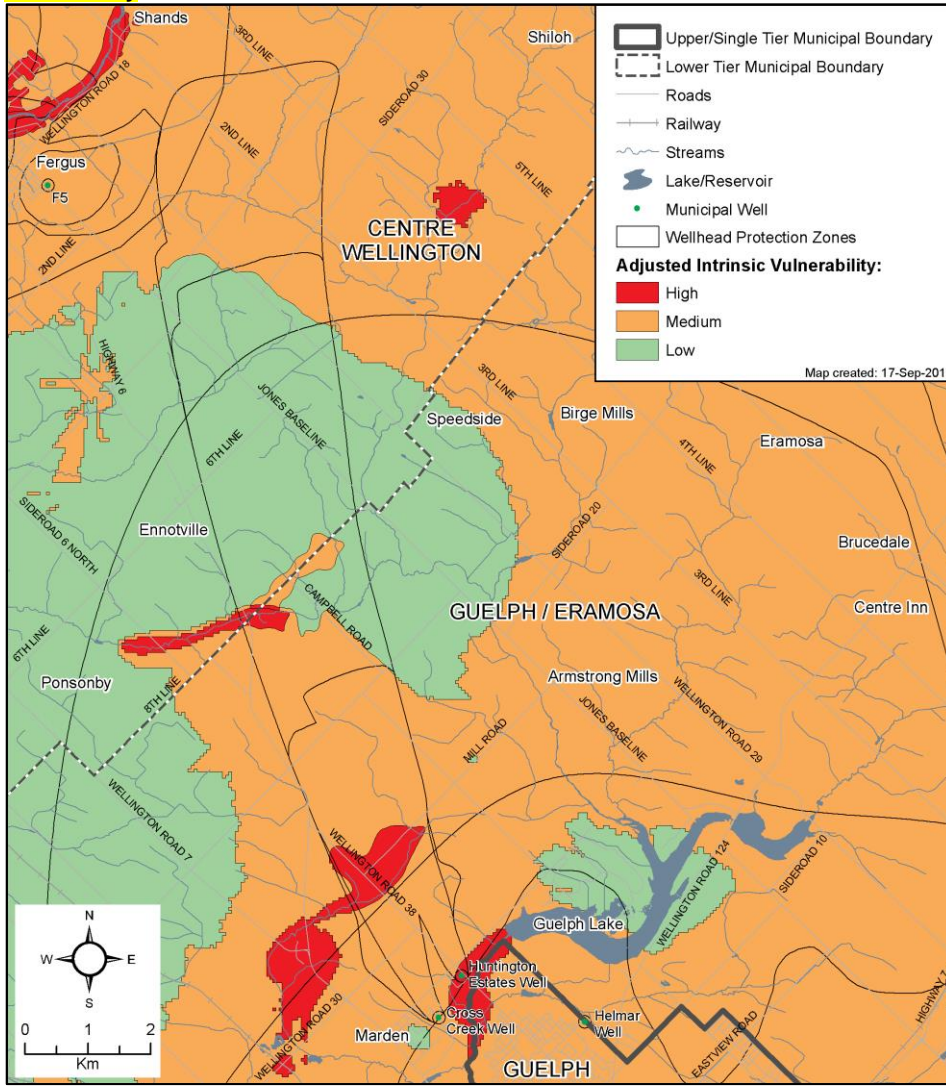 Shands
Shiloh
3RD LINE
SIDEROAD 30
WELLINGTON ROAD 18
2ND LINE
5TH LINE
Fergus
F5
2ND LINE
CENTRE
WELLINGTON
HIGHWAY 6
3RD LINE
JONES BASELINE
Speedside
Birge Mills
6TH LINE
4TH LINE
Eramosa
SIDEROAD 6 NORTH
Ennotville
SIDEROAD 20
Brucedale
3RD LINE
Centre Inn
CAMPBELL ROAD
GUELPH / ERAMOSA
6TH LINE
Ponsonby
8TH LINE
Armstrong Mills
JONES BASELINE
WELLINGTON ROAD 29
MILL ROAD
WELLINGTON ROAD 7
WELLINGTON ROAD 38
WELLINGTON ROAD 124
SIDEROAD 10
Guelph Lake
Huntington
Estates Well
Cross
Creek Well
Helmar
Well
Marden
WELLINGTON ROAD 30
EASTVIEW ROAD
HIGHWAY 7
GUELPH
Upper/Single Tier Municipal Boundary
Lower Tier Municipal Boundary
Roads
Railway
Streams
Lake/Reservoir
Municipal Well
Wellhead Protection Zones
Adjusted Intrinsic Vulnerability:
High
Medium
Low
Map created: 17-Sep-201
N
W E
S
0 1 2
Km